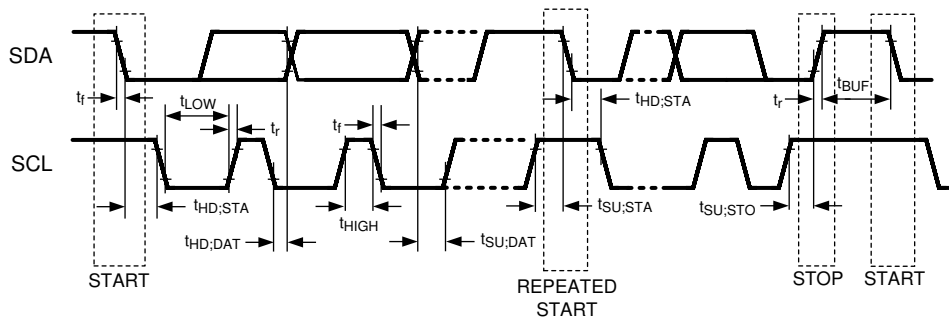 SDA
t_f
t_LOW
t_r
t_f
t_HD;STA
t_r
t_BUF
SCL
t_HD;STA
t_HD;DAT
t_HIGH
t_SU;DAT
t_SU;STA
t_SU;STO
START
REPEATED
START
STOP
START